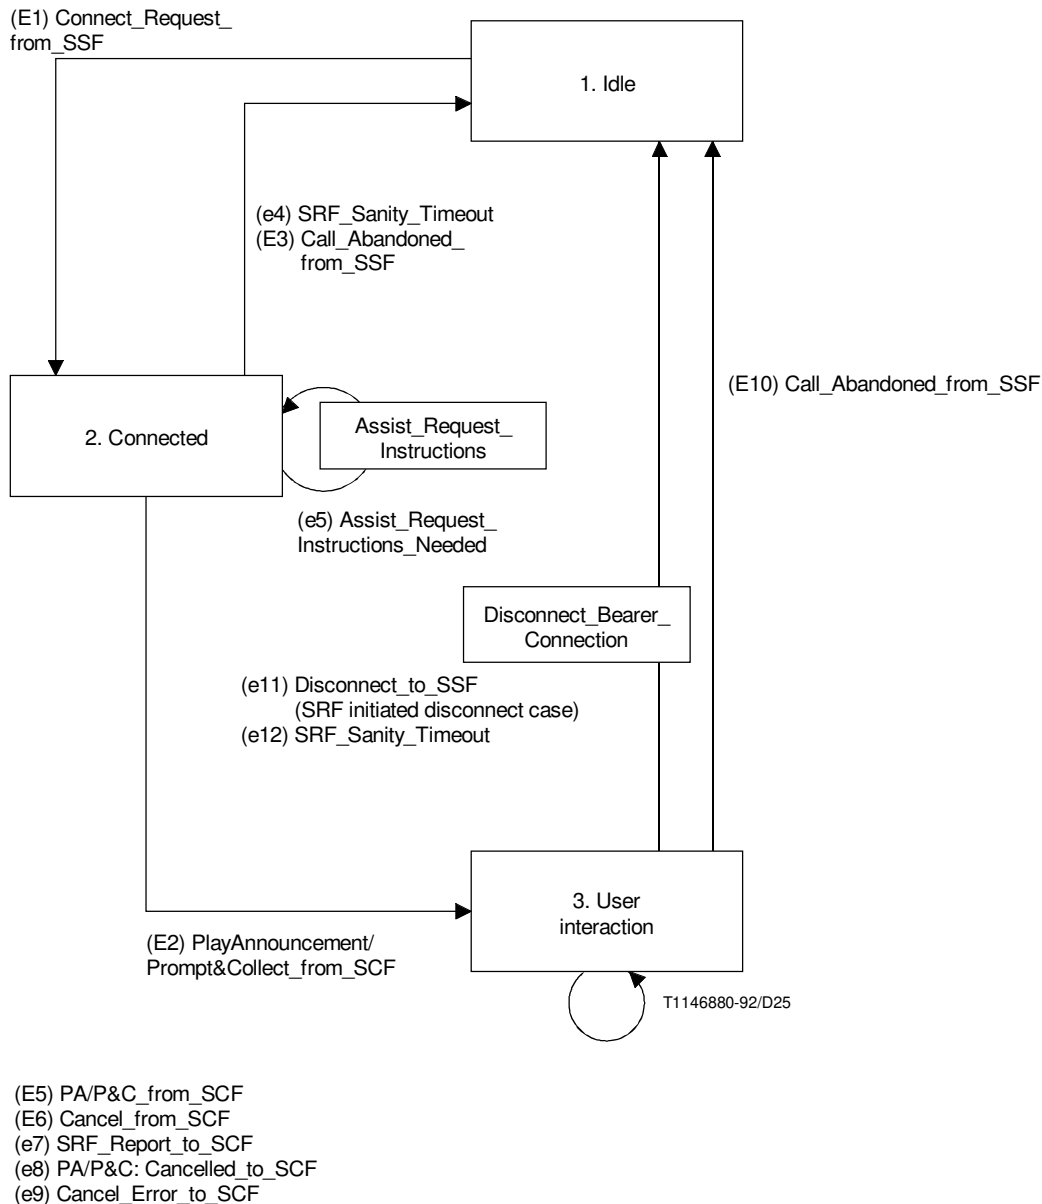 (E1) Connect_Request_
from_SSF
1. Idle
(e4) SRF_Sanity_Timeout
(E3) Call_Abandoned_
from_SSF
(E10) Call_Abandoned_from_SSF
2. Connected
Assist_Request_
Instructions
(e5) Assist_Request_
Instructions_Needed
Disconnect_Bearer_
Connection
(e11) Disconnect_to_SSF
(SRF initiated disconnect case)
(e12) SRF_Sanity_Timeout
3. User
interaction
(E2) PlayAnnouncement/
Prompt&Collect_from_SCF
T1146880-92/D25
(E5) PA/P&C_from_SCF
(E6) Cancel_from_SCF
(e7) SRF_Report_to_SCF
(e8) PA/P&C: Cancelled_to_SCF
(e9) Cancel_Error_to_SCF